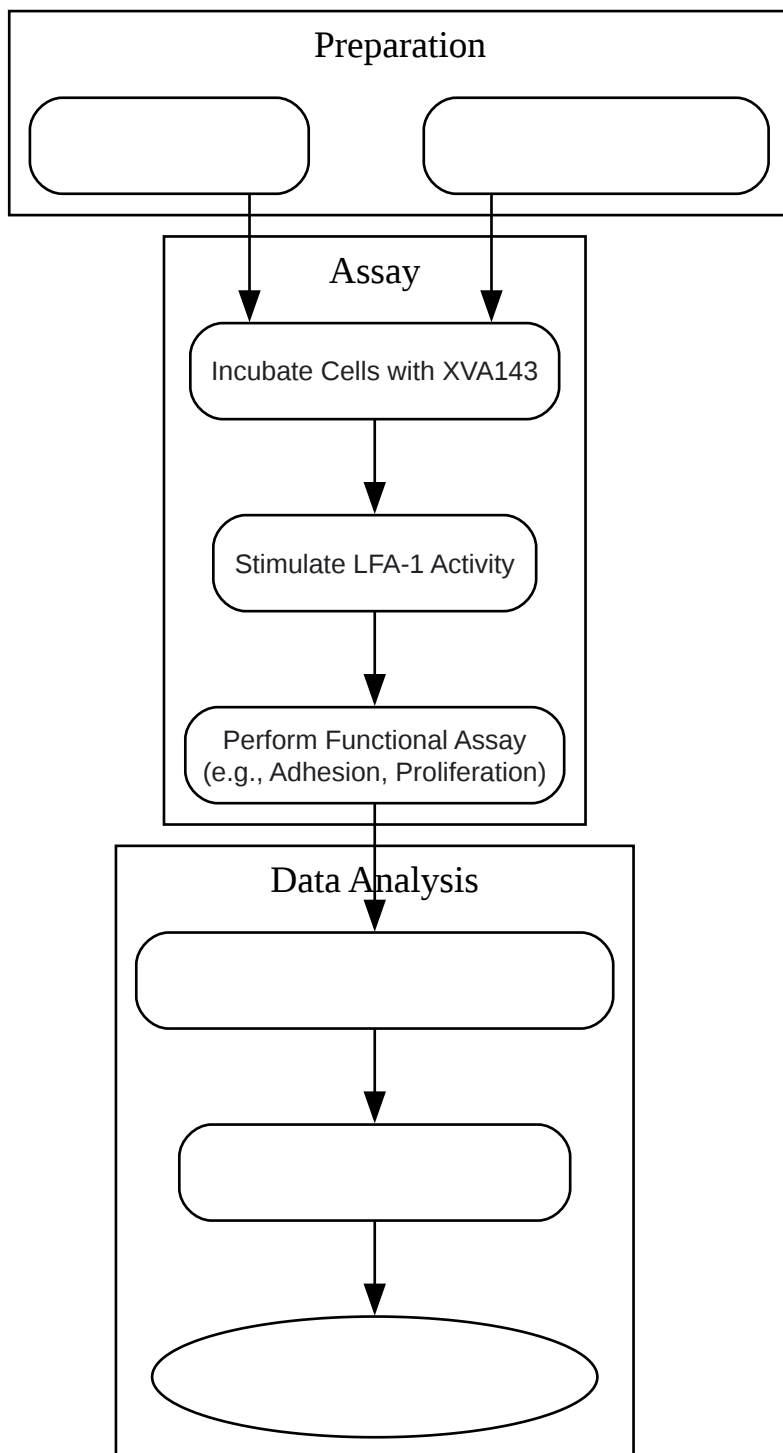 Preparation
Assay
Incubate Cells with XVA143
Stimulate LFA-1 Activity
Perform Functional Assay
(e.g., Adhesion, Proliferation)
Data Analysis